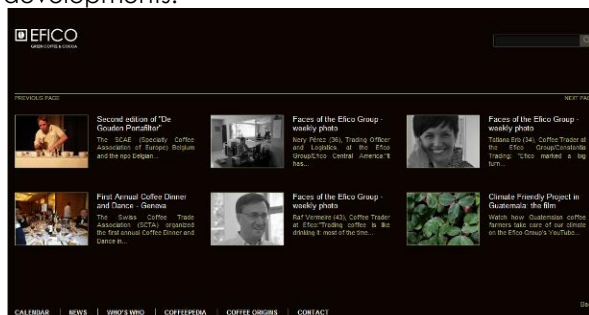 developments.
EFICO
GREEN COFFEE & COCOA
PREVIOUS PAGE
NEXT PAG
Second edition of "De
Gouden Portafilter"
The SCAE (Specialty Coffee
Association of Europe) Belgium
and the npo Belgian...
Faces of the Efico Group -
weekly photo
Nery Pérez (36), Trading Officer
and Logistics at the Efico
Group/Efico Central America:"It
has...
Faces of the Efico Group -
weekly photo
Tatiana Erb (34), Coffee Trader at
the Efico Group/Constantia
Trading: "Efico marked a big
turn...
First Annual Coffee Dinner
and Dance - Geneva
The Swiss Coffee Trade
Association (SCTA) organized
the first annual Coffee Dinner and
Dance in...
Faces of the Efico Group -
weekly photo
Raf Vermeire (42), Coffee Trader
at Efico:"Trading coffee is like
drinking it: most of the time...
Climate Friendly Project in
Guatemala: the film
Watch how Guatemalan coffee
farmers take care of our climate
on the Efico Group's YouTube...
Ba
CALENDAR | NEWS | WHO'S WHO | COFFEEPEDIA | COFFEE ORIGINS | CONTACT